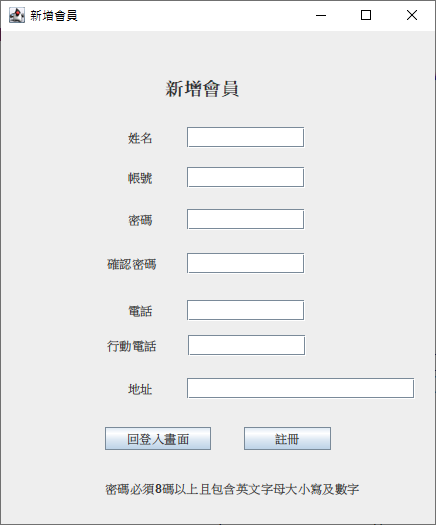 新增會員
新增會員
姓名
帳號
密碼
確認密碼
電話
行動電話
地址
回登入畫面 註冊
密碼必須8碼以上且包含英文字母大小寫及數字